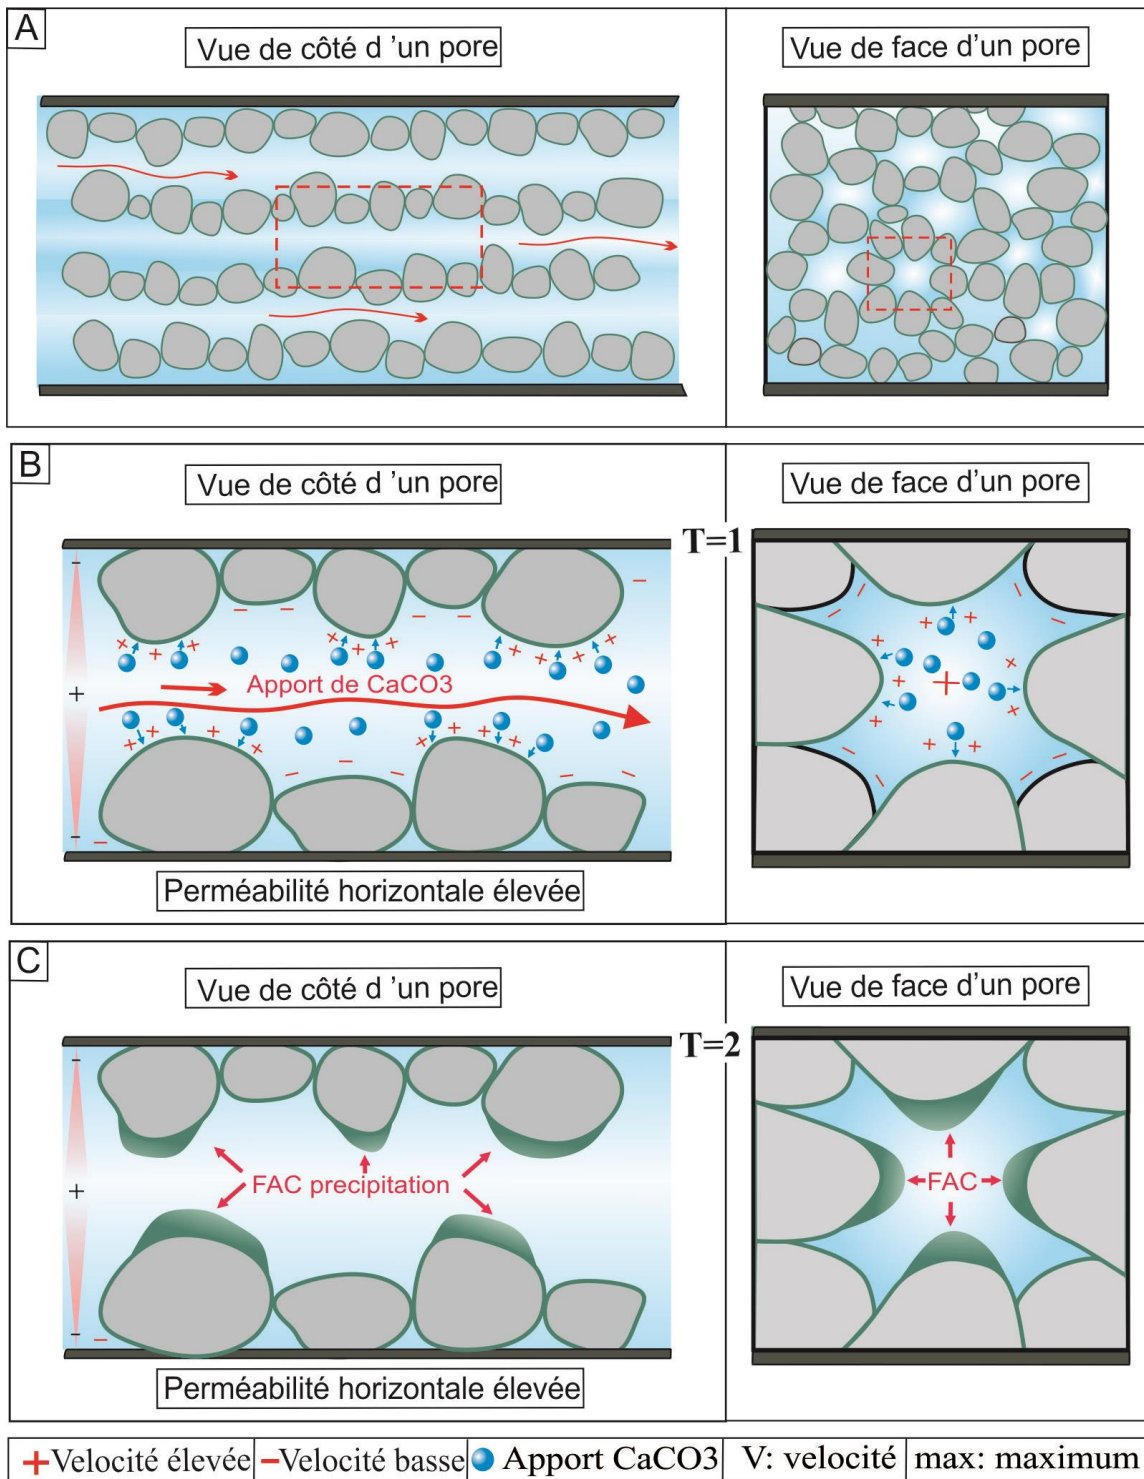 A
Vue de côté d 'un pore
Vue de face d'un pore
B
Vue de côté d 'un pore
Vue de face d'un pore
T=1
Apport de CaCO3
Perméabilité horizontale élevée
C
Vue de côté d 'un pore
Vue de face d'un pore
T=2
FAC precipitation
FAC
Perméabilité horizontale élevée
+ Velocité élevée − Velocité basse Apport CaCO3 V: velocité max: maximum